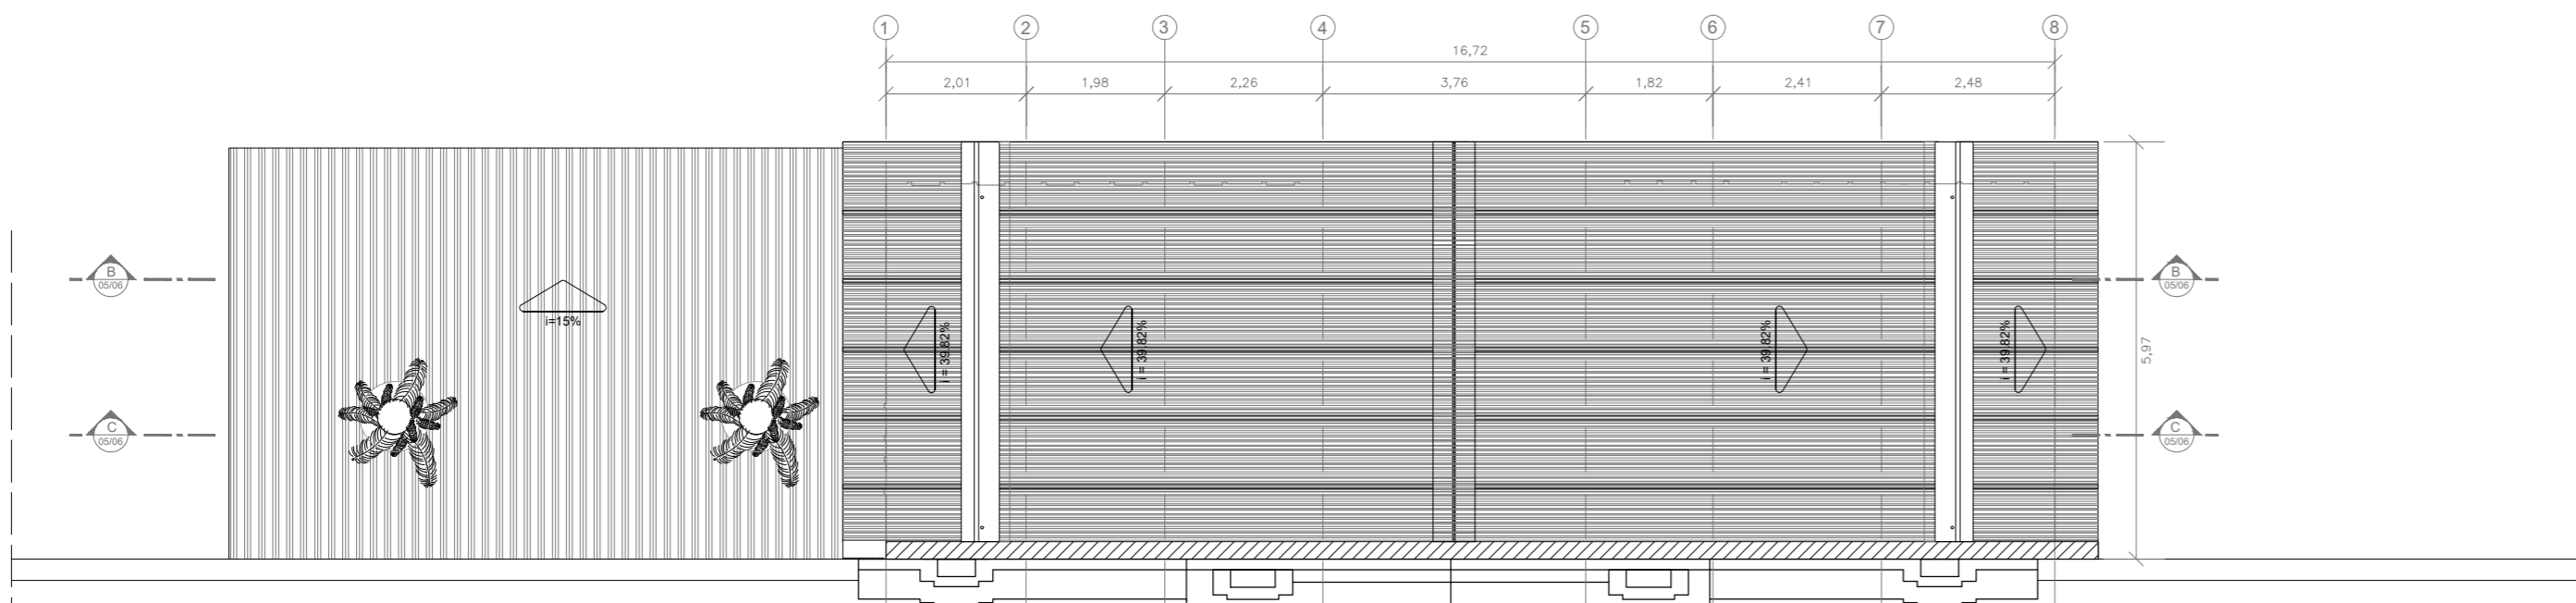 1 2 3 4 5 6 7 8
16,72
2,01 1,98 2,26 3,76 1,82 2,41 2,48
B
05/06
B
05/06
i=15%
i = 39.82%
i = 39.82%
i = 39.82%
i = 39.82%
5,97
C
05/06
C
05/06